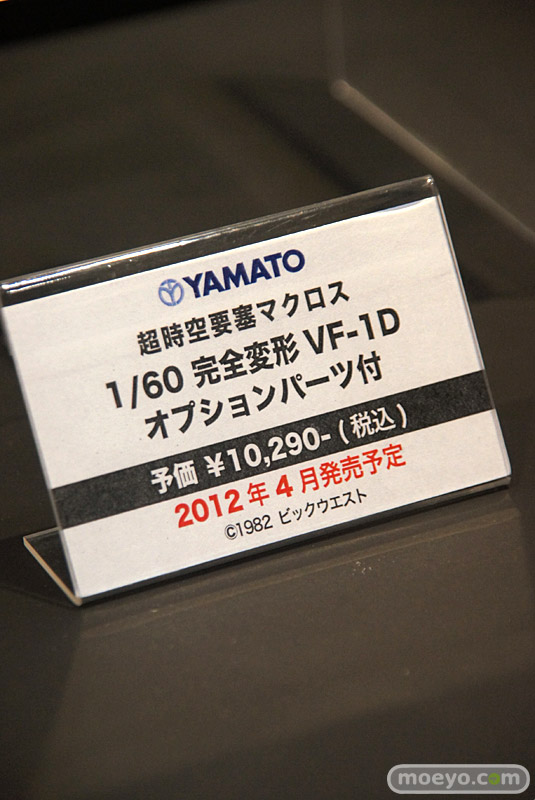 YAMATO
超時空要塞マクロス
1/60 完全変形 VF-1D
オプションパーツ付
予価 ¥10,290-(税込)
2012年4月発売予定
©1982 ビックウエスト
moeyo.com